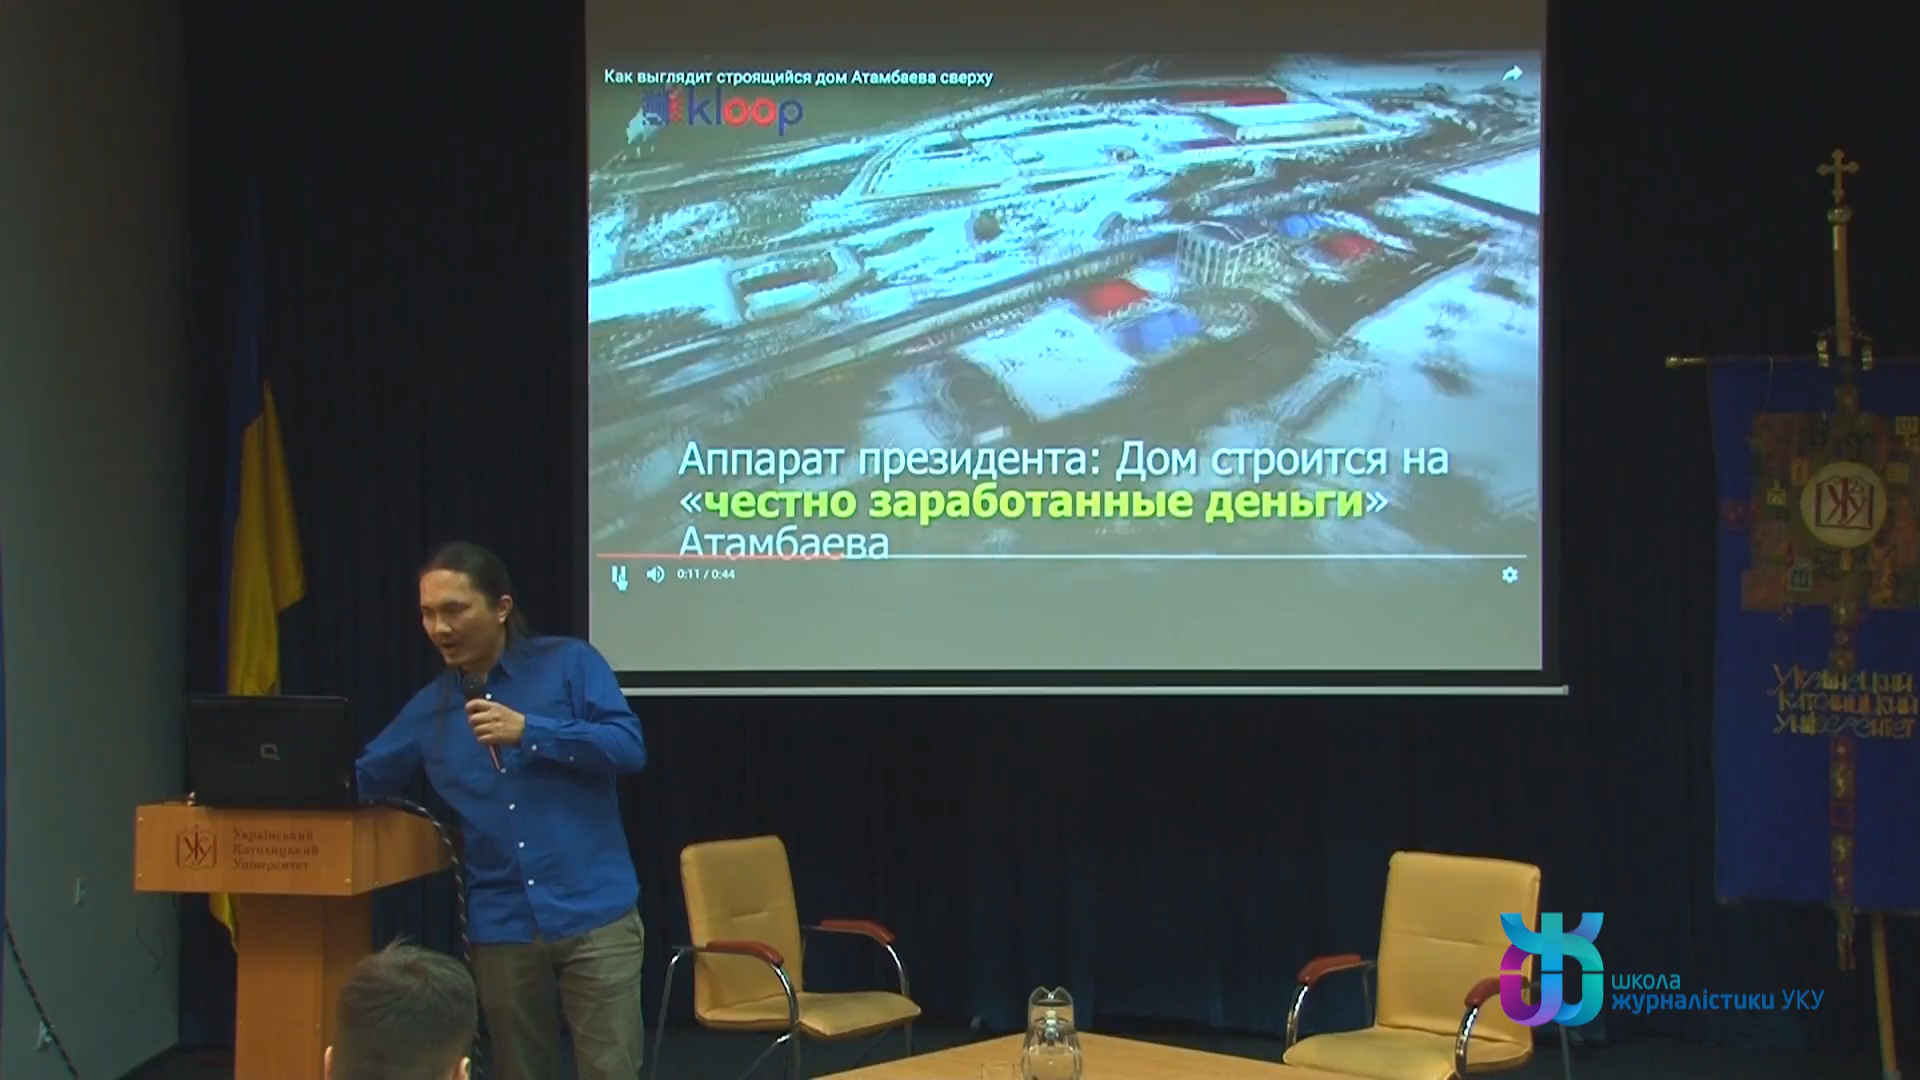 Как выглядит строящийся дом Атамбаева сверху
kloop
Аппарат президента: Дом строится на
«честно заработанные деньги»
Атамбаева
0:11 / 0:44
Український
Католицький
Університет
УКУ
Український
Католицький
Університет
школа
журналістики УКУ